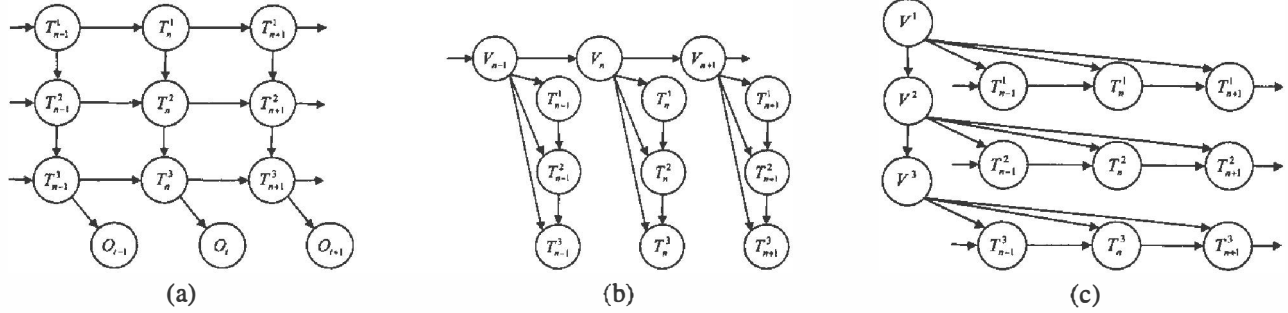 T^1_{n-1} T^1_n T^1_{n+1}
T^2_{n-1} T^2_n T^2_{n+1}
T^3_{n-1} T^3_n T^3_{n+1}
O_{t-1} O_t O_{t+1}
(a)
V_{n-1} V_n V_{n+1}
T^1_{n-1} T^1_n T^1_{n+1}
T^2_{n-1} T^2_n T^2_{n+1}
T^3_{n-1} T^3_n T^3_{n+1}
(b)
V^1
T^1_{n-1} T^1_n T^1_{n+1}
V^2
T^2_{n-1} T^2_n T^2_{n+1}
V^3
T^3_{n-1} T^3_n T^3_{n+1}
(c)